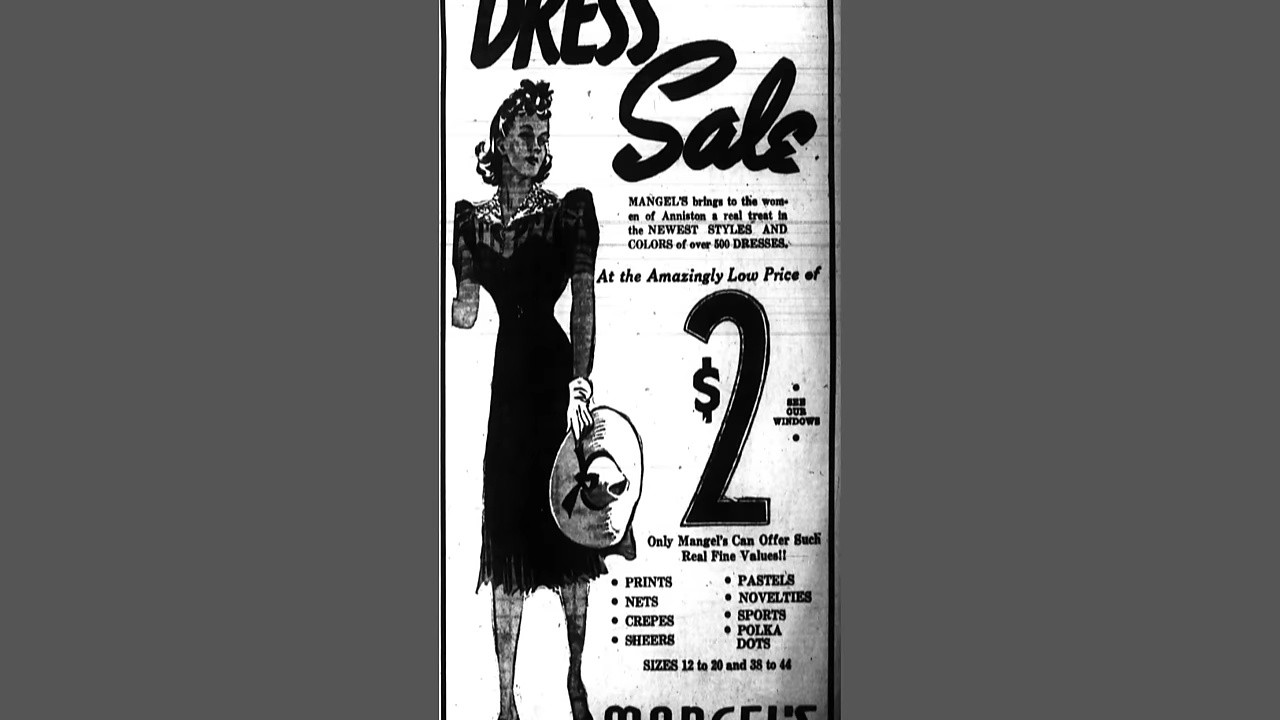 DRESS
Sale
MANGEL'S brings to the wom-
en of Anniston a real treat in
the NEWEST STYLES AND
COLORS of over 500 DRESSES.
At the Amazingly Low Price of
$2
• SEE
OUR
WINDOWS •
Only Mangel's Can Offer Such
Real Fine Values!!
• PRINTS
• NETS
• CREPES
• SHEERS
• PASTELS
• NOVELTIES
• SPORTS
• POLKA
DOTS
SIZES 12 to 20 and 38 to 44
MANGEL'S